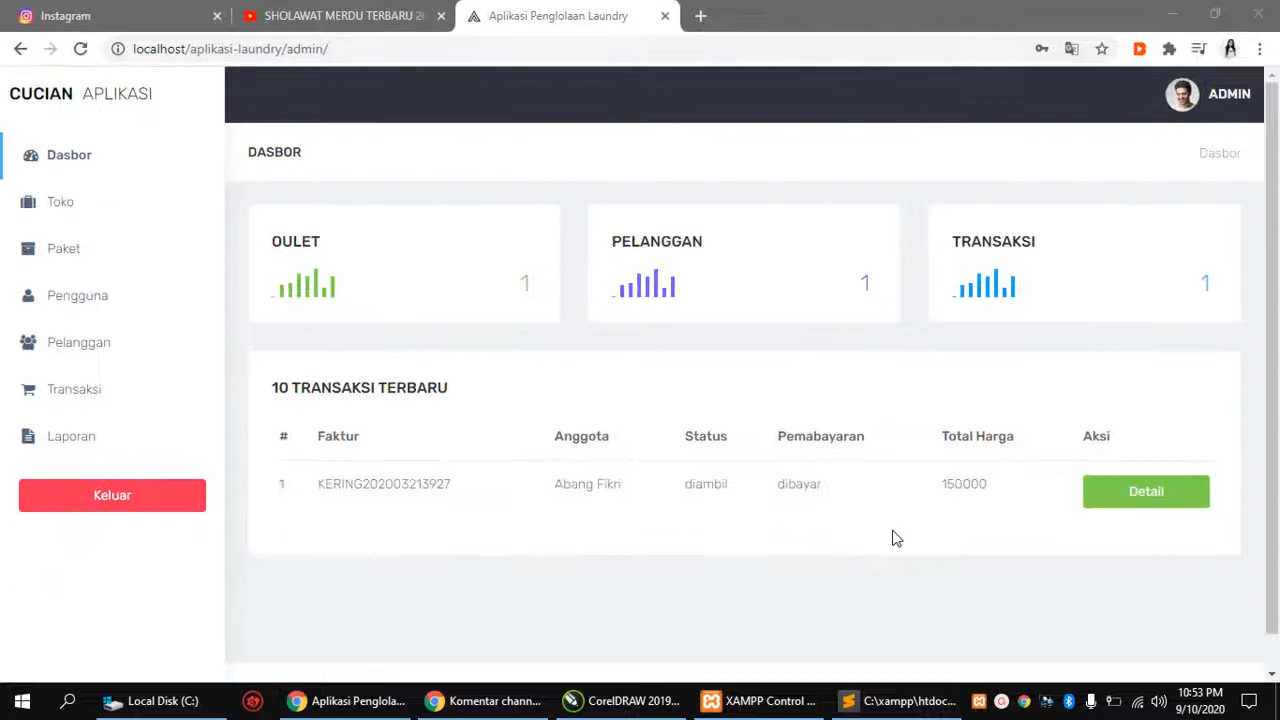 Instagram
SHOLAWAT MERDU TERBARU 20
Aplikasi Penglolaan Laundry
localhost/aplikasi-laundry/admin/
CUCIAN APLIKASI
ADMIN
Dasbor
DASBOR
Dasbor
Toko
Paket
Pengguna
Pelanggan
Transaksi
Laporan
Keluar
OULET
1
PELANGGAN
1
TRANSAKSI
1
10 TRANSAKSI TERBARU
# Faktur Anggota Status Pemabayaran Total Harga Aksi
1 KERING202003213927 Abang Fikri diambil dibayar 150000 Detail
Local Disk (C:)
Aplikasi Penglola...
Komentar chann...
CorelDRAW 2019...
XAMPP Control ...
C:\xampp\htdoc...
10:53 PM
9/10/2020